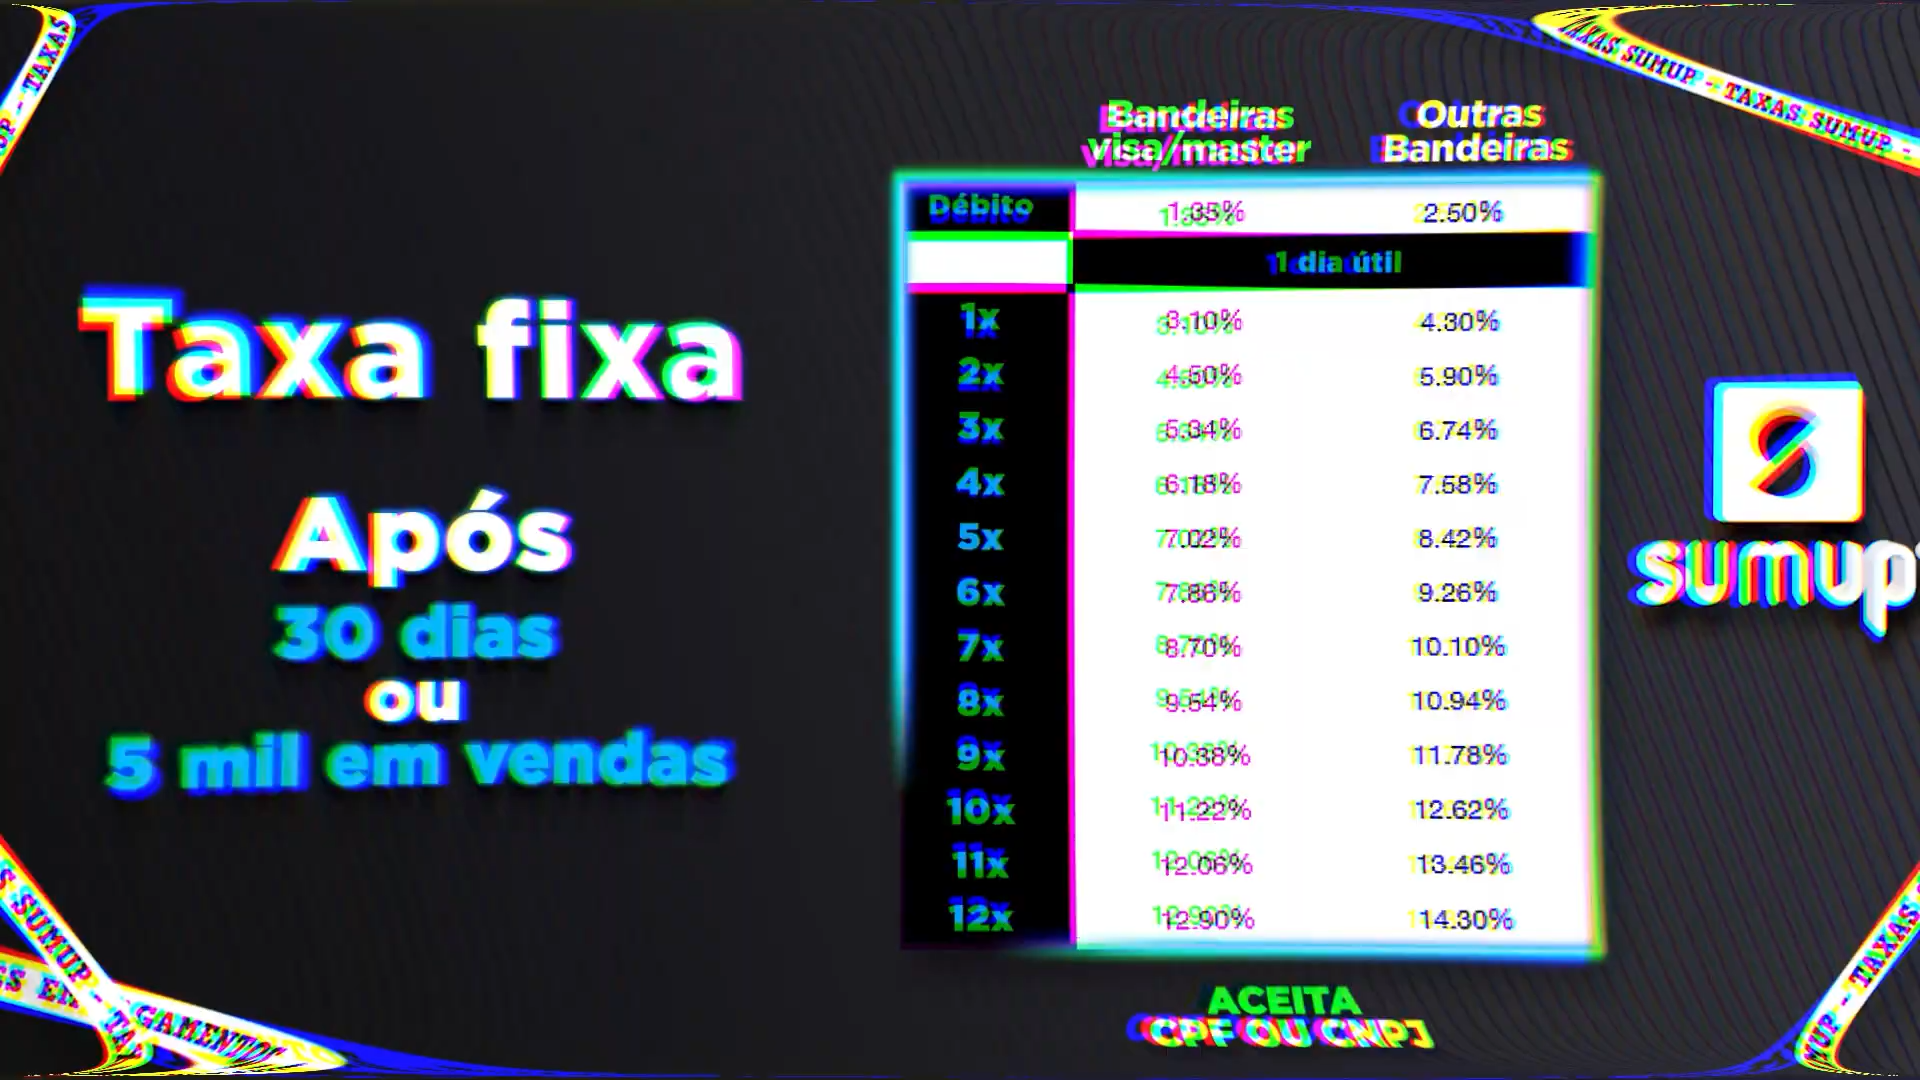 - TAXAS
TAXAS SUMUP - TAXAS SUMUP -
Bandeiras
visa/master
Outras
Bandeiras
Débito 1.35% 2.50%
1 dia útil
1x 3.10% 4.30%
2x 4.50% 5.90%
3x 5.34% 6.74%
4x 6.18% 7.58%
5x 7.02% 8.42%
6x 7.86% 9.26%
7x 8.70% 10.10%
8x 9.54% 10.94%
9x 10.38% 11.78%
10x 11.22% 12.62%
11x 12.06% 13.46%
12x 12.90% 14.30%
Taxa fixa
Após
30 dias
ou
5 mil em vendas
sumup
ACEITA
CPF OU CNPJ
SUMUP -
- TAXAS